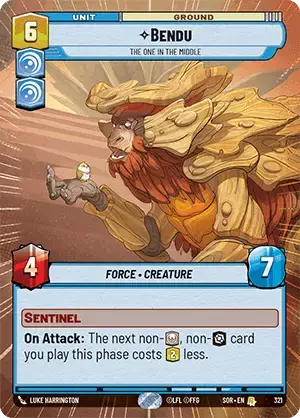 UNIT
GROUND
6
BENDU
THE ONE IN THE MIDDLE
4
7
FORCE • CREATURE
SENTINEL
On Attack: The next non-, non- card
you play this phase costs 2 less.
LUKE HARRINGTON
©LFL ©FFG
SOR • EN
321